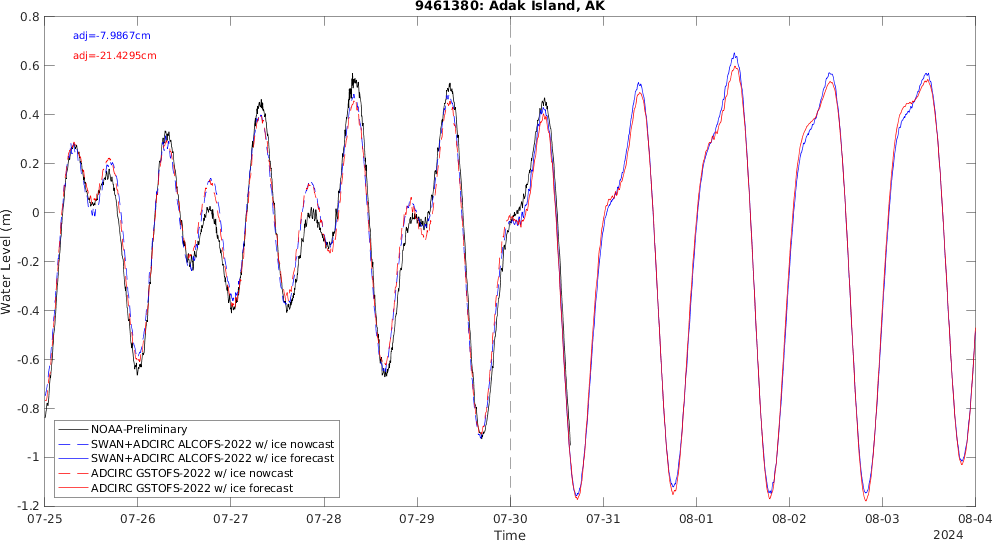 9461380: Adak Island, AK
adj=-7.9867cm
adj=-21.4295cm
0.8
0.6
0.4
0.2
0
-0.2
-0.4
-0.6
-0.8
-1
-1.2
Water Level (m)
NOAA-Preliminary
SWAN+ADCIRC ALCOFS-2022 w/ ice nowcast
SWAN+ADCIRC ALCOFS-2022 w/ ice forecast
ADCIRC GSTOFS-2022 w/ ice nowcast
ADCIRC GSTOFS-2022 w/ ice forecast
07-25 07-26 07-27 07-28 07-29 07-30 07-31 08-01 08-02 08-03 08-04
Time
2024